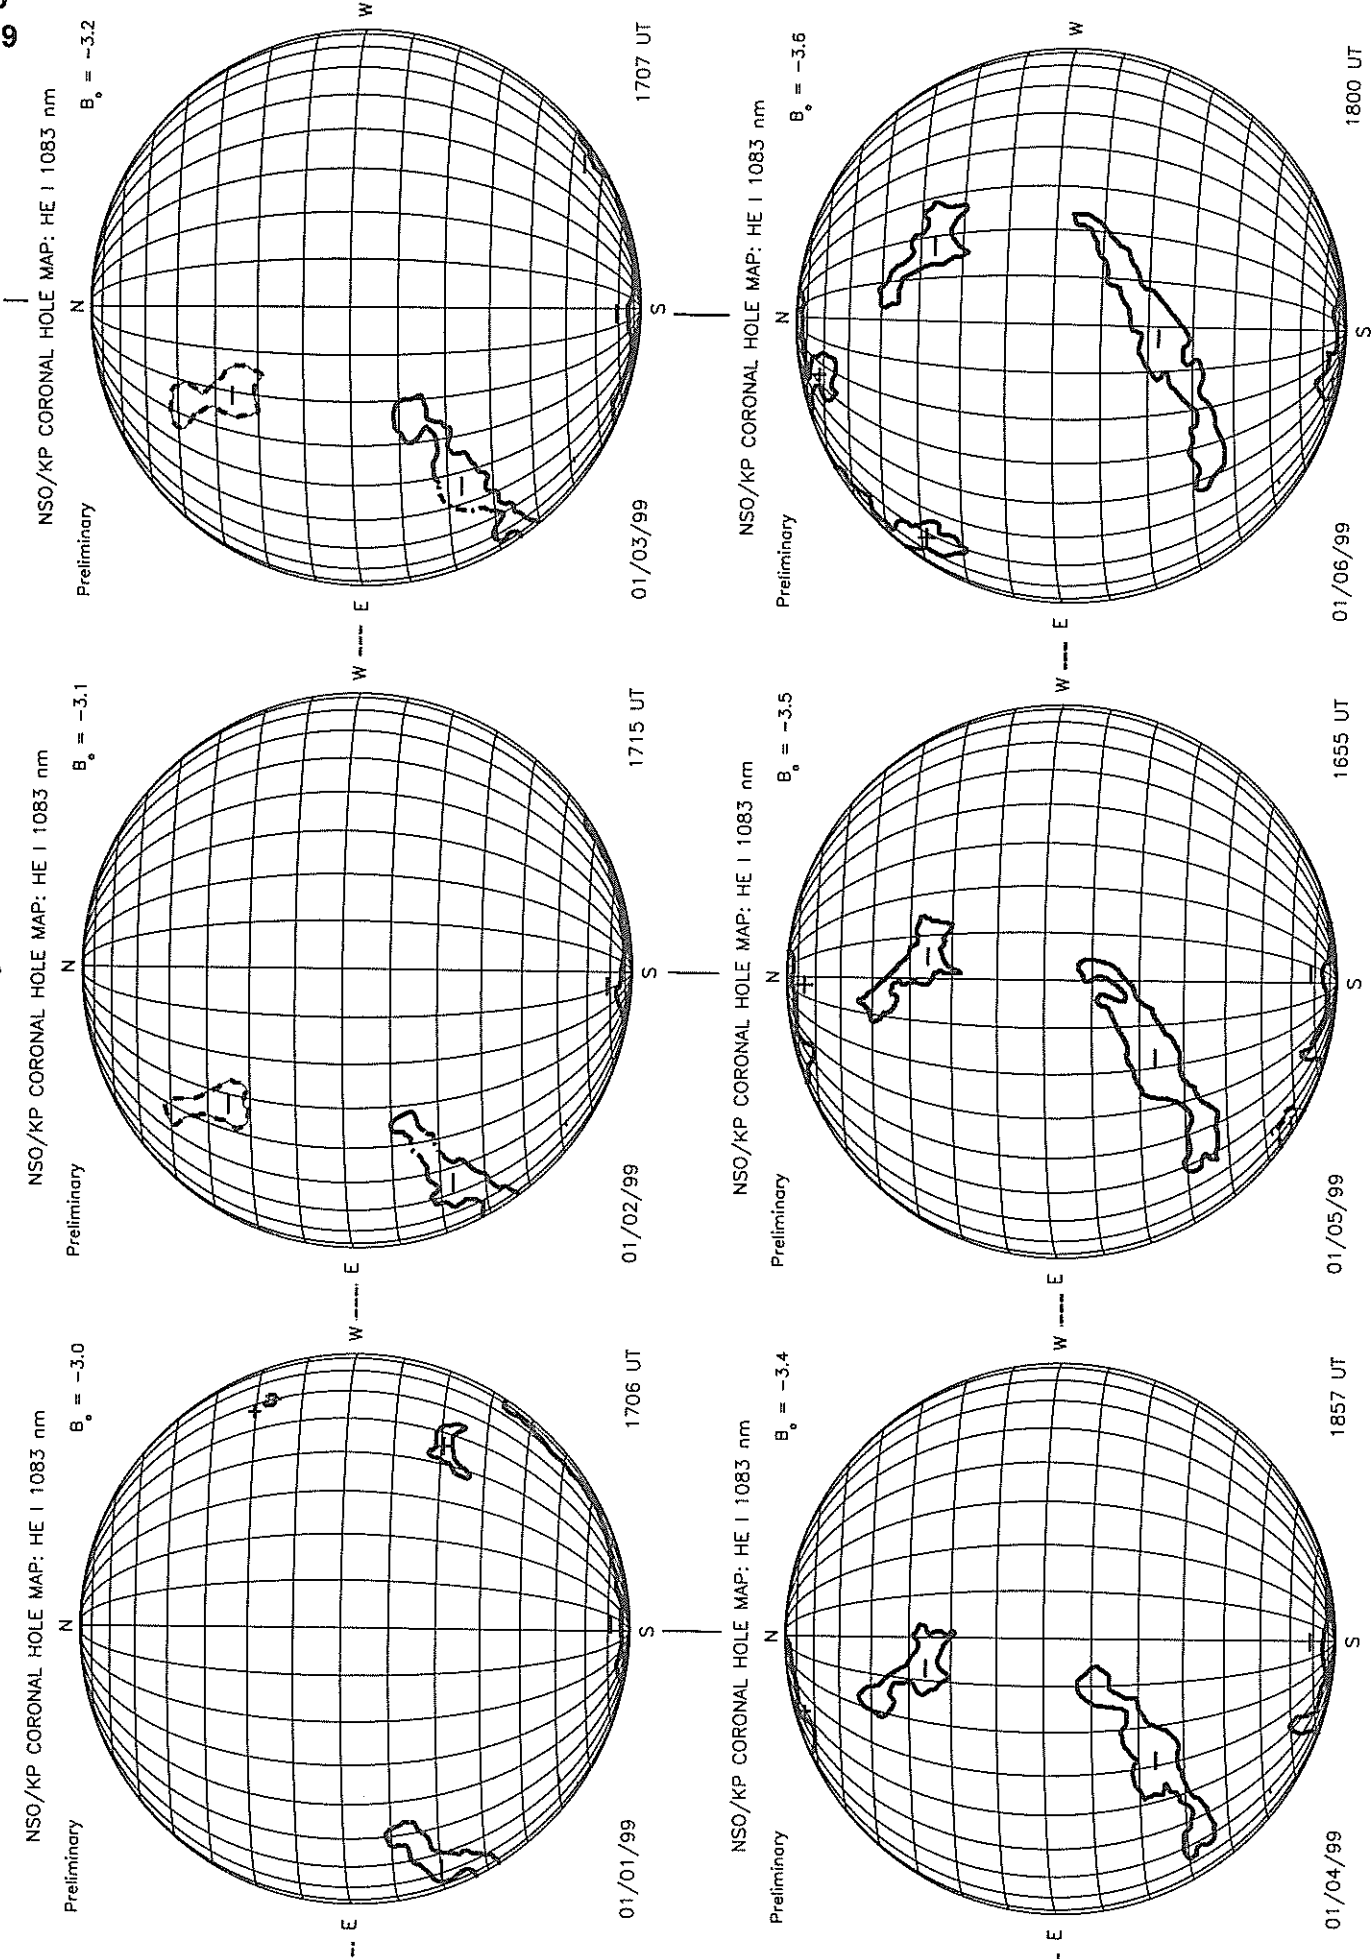 9
NSO/KP CORONAL HOLE MAP: HE I 1083 nm
Preliminary
B₀ = -3.0
N
E
W
S
01/01/99
1706 UT
NSO/KP CORONAL HOLE MAP: HE I 1083 nm
Preliminary
B₀ = -3.1
N
E
W
S
01/02/99
1715 UT
NSO/KP CORONAL HOLE MAP: HE I 1083 nm
Preliminary
B₀ = -3.2
N
E
W
S
01/03/99
1707 UT
NSO/KP CORONAL HOLE MAP: HE I 1083 nm
Preliminary
B₀ = -3.4
N
E
W
S
01/04/99
1857 UT
NSO/KP CORONAL HOLE MAP: HE I 1083 nm
Preliminary
B₀ = -3.5
N
E
W
S
01/05/99
1655 UT
NSO/KP CORONAL HOLE MAP: HE I 1083 nm
Preliminary
B₀ = -3.6
N
E
W
S
01/06/99
1800 UT